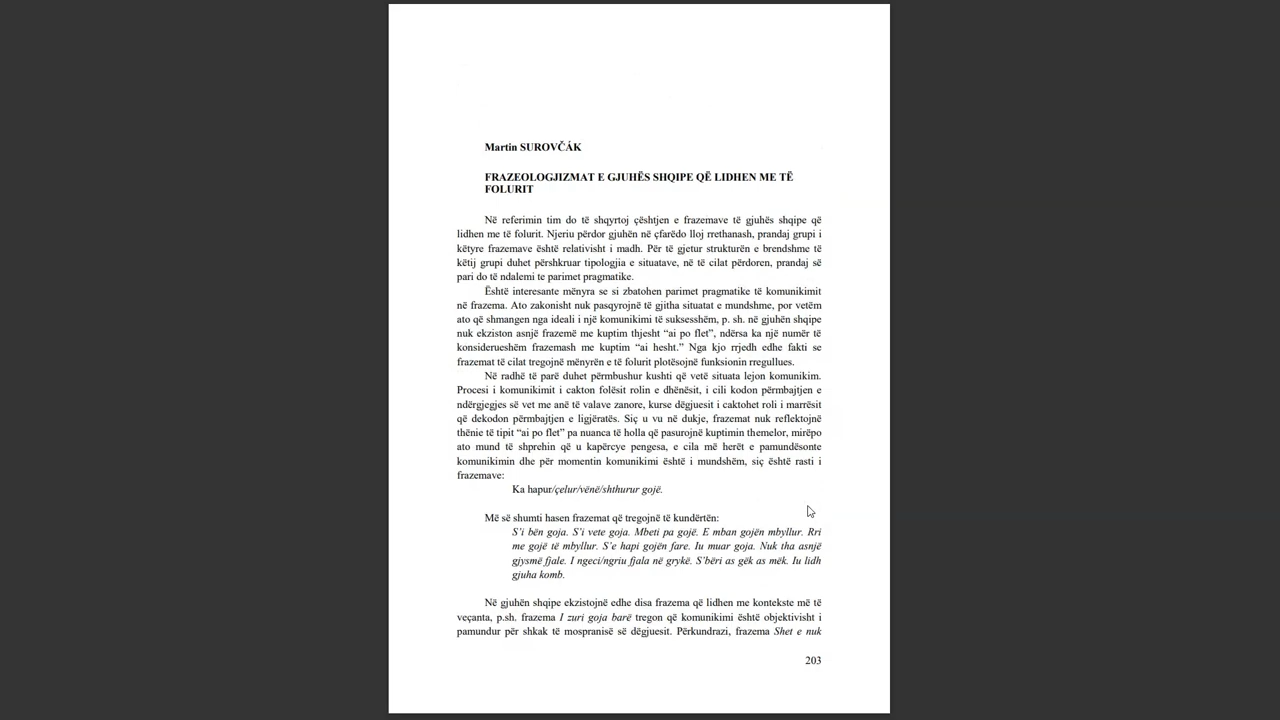 Martin SUROVČÁK
FRAZEOLOGJIZMAT E GJUHËS SHQIPE QË LIDHEN ME TË
FOLURIT
Në referimin tim do të shqyrtoj çështjen e frazemave të gjuhës shqipe që
lidhen me të folurit. Njeriu përdor gjuhën në çfarëdo lloj rrethanash, prandaj grupi i
këtyre frazemave është relativisht i madh. Për të gjetur strukturën e brendshme të
këtij grupi duhet përshkruar tipologjia e situatave, në të cilat përdoren, prandaj së
pari do të ndalemi te parimet pragmatike.
Është interesante mënyra se si zbatohen parimet pragmatike të komunikimit
në frazema. Ato zakonisht nuk pasqyrojnë të gjitha situatat e mundshme, por vetëm
ato që shmangen nga ideali i një komunikimi të suksesshëm, p. sh. në gjuhën shqipe
nuk ekziston asnjë frazemë me kuptim thjesht “ai po flet”, ndërsa ka një numër të
konsiderueshëm frazemash me kuptim “ai hesht.” Nga kjo rrjedh edhe fakti se
frazemat të cilat tregojnë mënyrën e të folurit plotësojnë funksionin rregullues.
Në radhë të parë duhet përmbushur kushti që vetë situata lejon komunikim.
Procesi i komunikimit i cakton folësit rolin e dhënësit, i cili kodon përmbajtjen e
ndërgjegjes së vet me anë të valave zanore, kurse dëgjuesit i caktohet roli i marrësit
që dekodon përmbajtjen e ligjëratës. Siç u vu në dukje, frazemat nuk reflektojnë
thënie të tipit “ai po flet” pa nuanca të holla që pasurojnë kuptimin themelor, mirëpo
ato mund të shprehin që u kapërcye pengesa, e cila më herët e pamundësonte
komunikimin dhe për momentin komunikimi është i mundshëm, siç është rasti i
frazemave:
Ka hapur/çelur/vënë/shthurur gojë.
Më së shumti hasen frazemat që tregojnë të kundërtën:
S’i bën goja. S’i vete goja. Mbeti pa gojë. E mban gojën mbyllur. Rri
me gojë të mbyllur. S’e hapi gojën fare. Iu muar goja. Nuk tha asnjë
gjysmë fjale. I ngeci/ngriu fjala në grykë. S’bëri as gëk as mëk. Iu lidh
gjuha komb.
Në gjuhën shqipe ekzistojnë edhe disa frazema që lidhen me kontekste më të
veçanta, p.sh. frazema I zuri goja barë tregon që komunikimi është objektivisht i
pamundur për shkak të mospranisë së dëgjuesit. Përkundrazi, frazema Shet e nuk
203